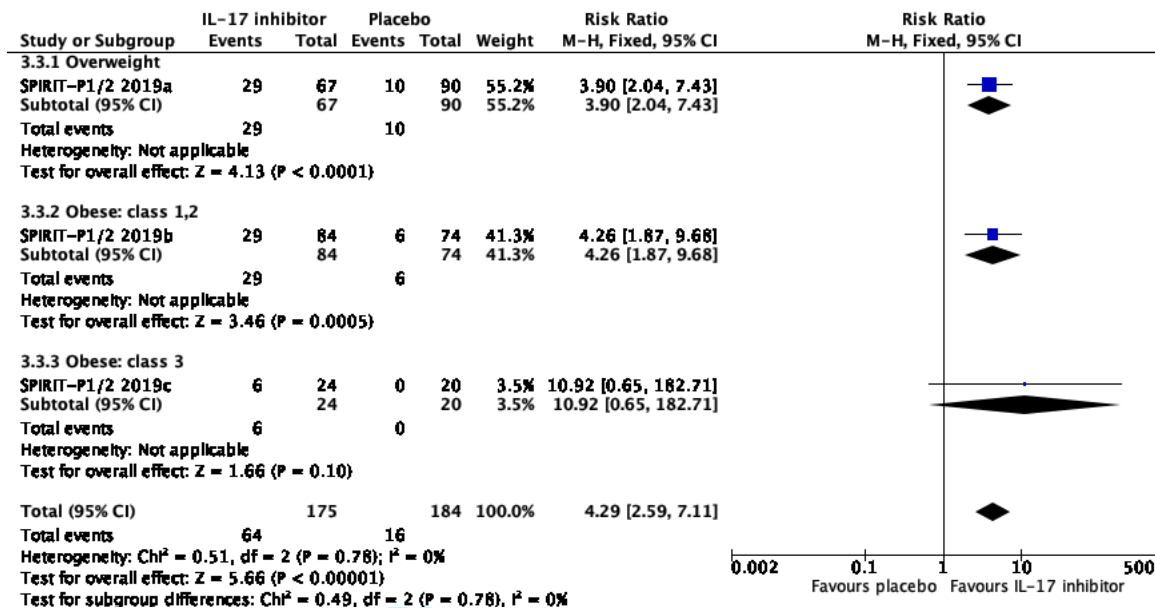 IL-17 inhibitor Placebo Risk Ratio Risk Ratio
Study or Subgroup Events Total Events Total Weight M-H, Fixed, 95% CI M-H, Fixed, 95% CI
3.3.1 Overweight
SPIRIT-P1/2 2019a 29 67 10 90 55.2% 3.90 [2.04, 7.43]
Subtotal (95% CI) 67 90 55.2% 3.90 [2.04, 7.43]
Total events 29 10
Heterogeneity: Not applicable
Test for overall effect: Z = 4.13 (P < 0.0001)
3.3.2 Obese: class 1,2
SPIRIT-P1/2 2019b 29 84 6 74 41.3% 4.26 [1.87, 9.68]
Subtotal (95% CI) 84 74 41.3% 4.26 [1.87, 9.68]
Total events 29 6
Heterogeneity: Not applicable
Test for overall effect: Z = 3.46 (P = 0.0005)
3.3.3 Obese: class 3
SPIRIT-P1/2 2019c 6 24 0 20 3.5% 10.92 [0.65, 182.71]
Subtotal (95% CI) 24 20 3.5% 10.92 [0.65, 182.71]
Total events 6 0
Heterogeneity: Not applicable
Test for overall effect: Z = 1.66 (P = 0.10)
Total (95% CI) 175 184 100.0% 4.29 [2.59, 7.11]
Total events 64 16
Heterogeneity: Chi² = 0.51, df = 2 (P = 0.78); I² = 0%
Test for overall effect: Z = 5.66 (P < 0.00001)
Test for subgroup differences: Chi² = 0.49, df = 2 (P = 0.78), I² = 0%
0.002 0.1 1 10 500
Favours placebo Favours IL-17 inhibitor